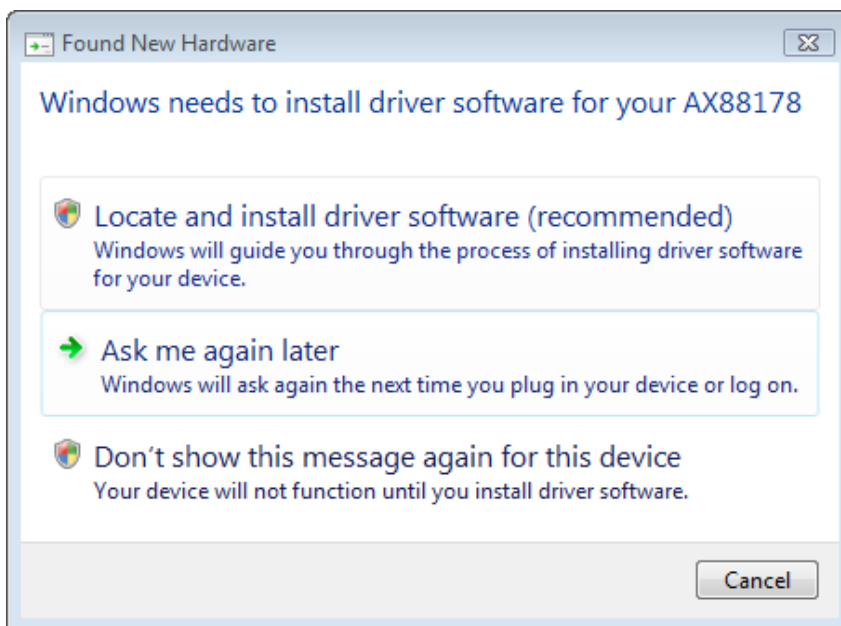 Found New Hardware
Windows needs to install driver software for your AX88178
Locate and install driver software (recommended)
Windows will guide you through the process of installing driver software
for your device.
Ask me again later
Windows will ask again the next time you plug in your device or log on.
Don't show this message again for this device
Your device will not function until you install driver software.
Cancel